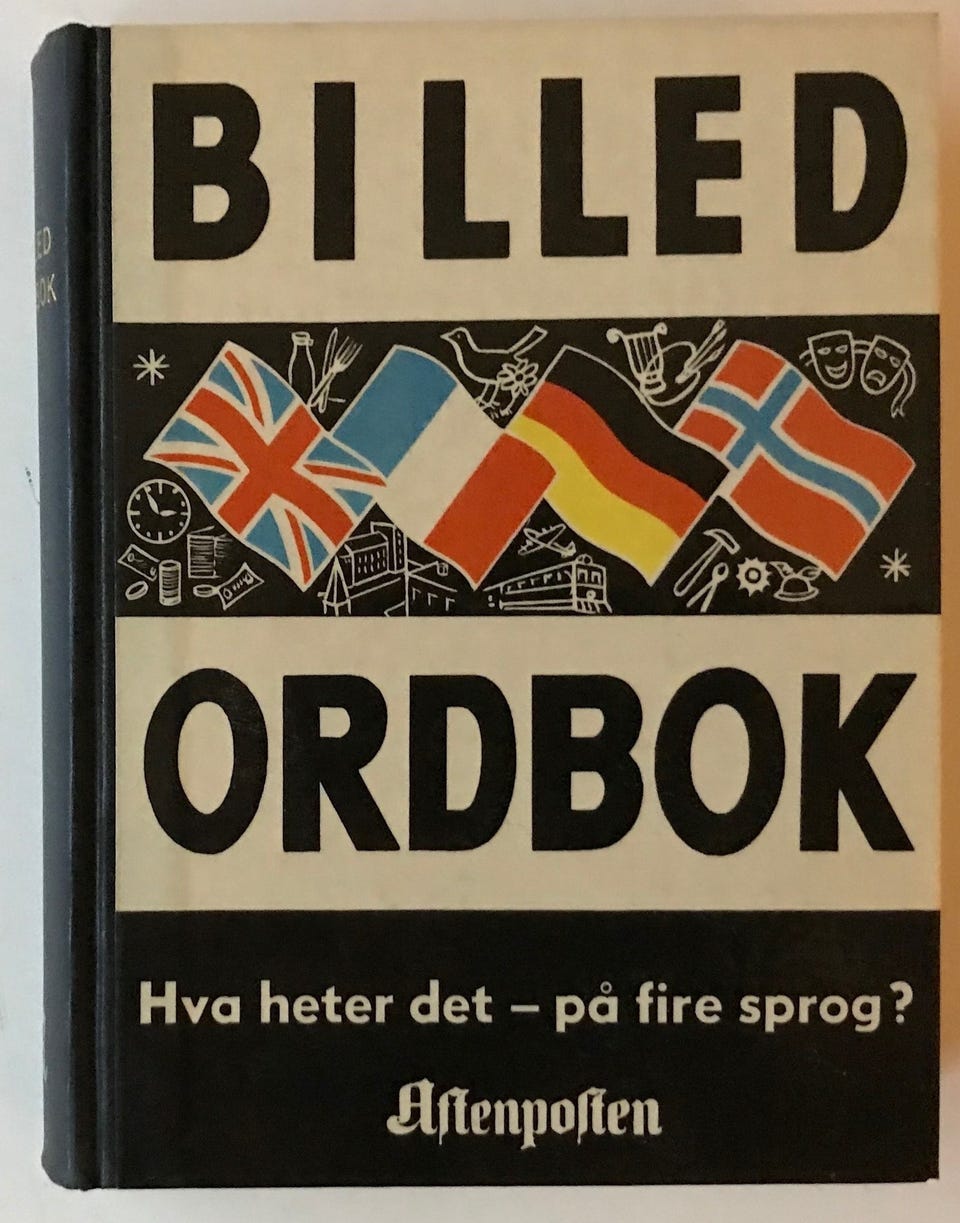 BILLED
ORDBOK
Hva heter det – på fire sprog?
Aftenposten